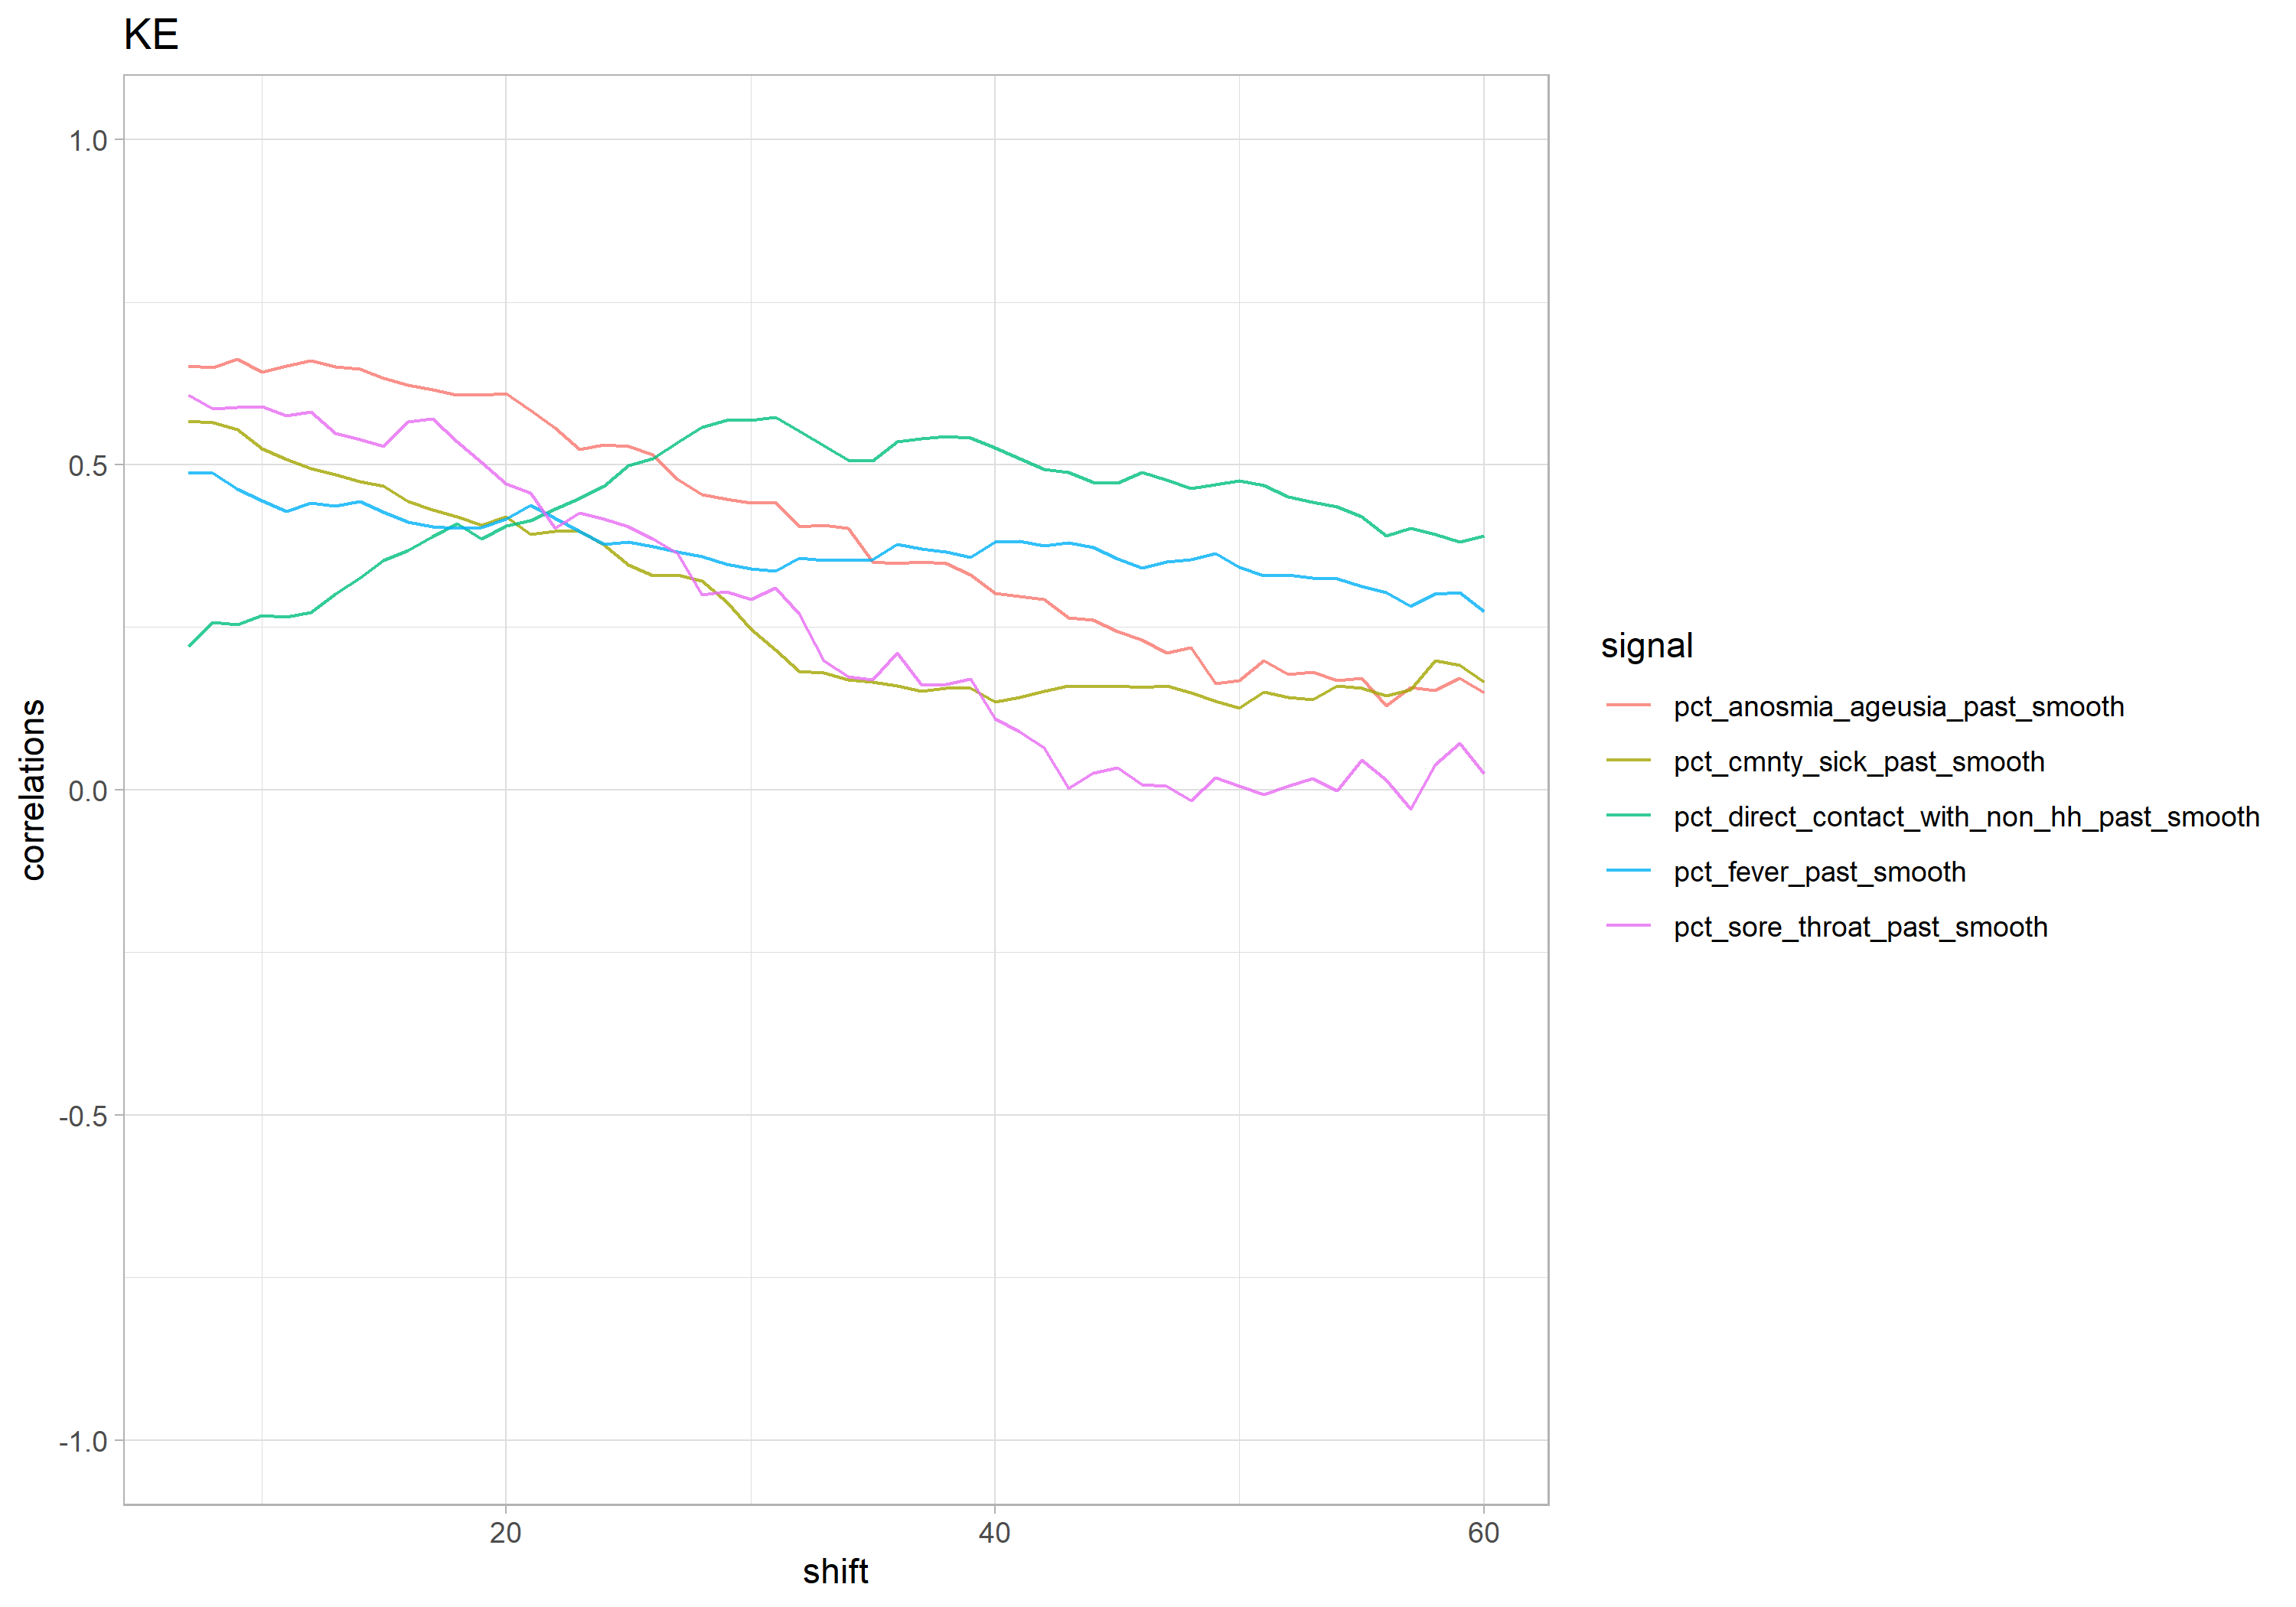 KE
1.0
0.5
0.0
-0.5
-1.0
correlations
20
40
60
shift
signal
pct_anosmia_ageusia_past_smooth
pct_cmnty_sick_past_smooth
pct_direct_contact_with_non_hh_past_smooth
pct_fever_past_smooth
pct_sore_throat_past_smooth